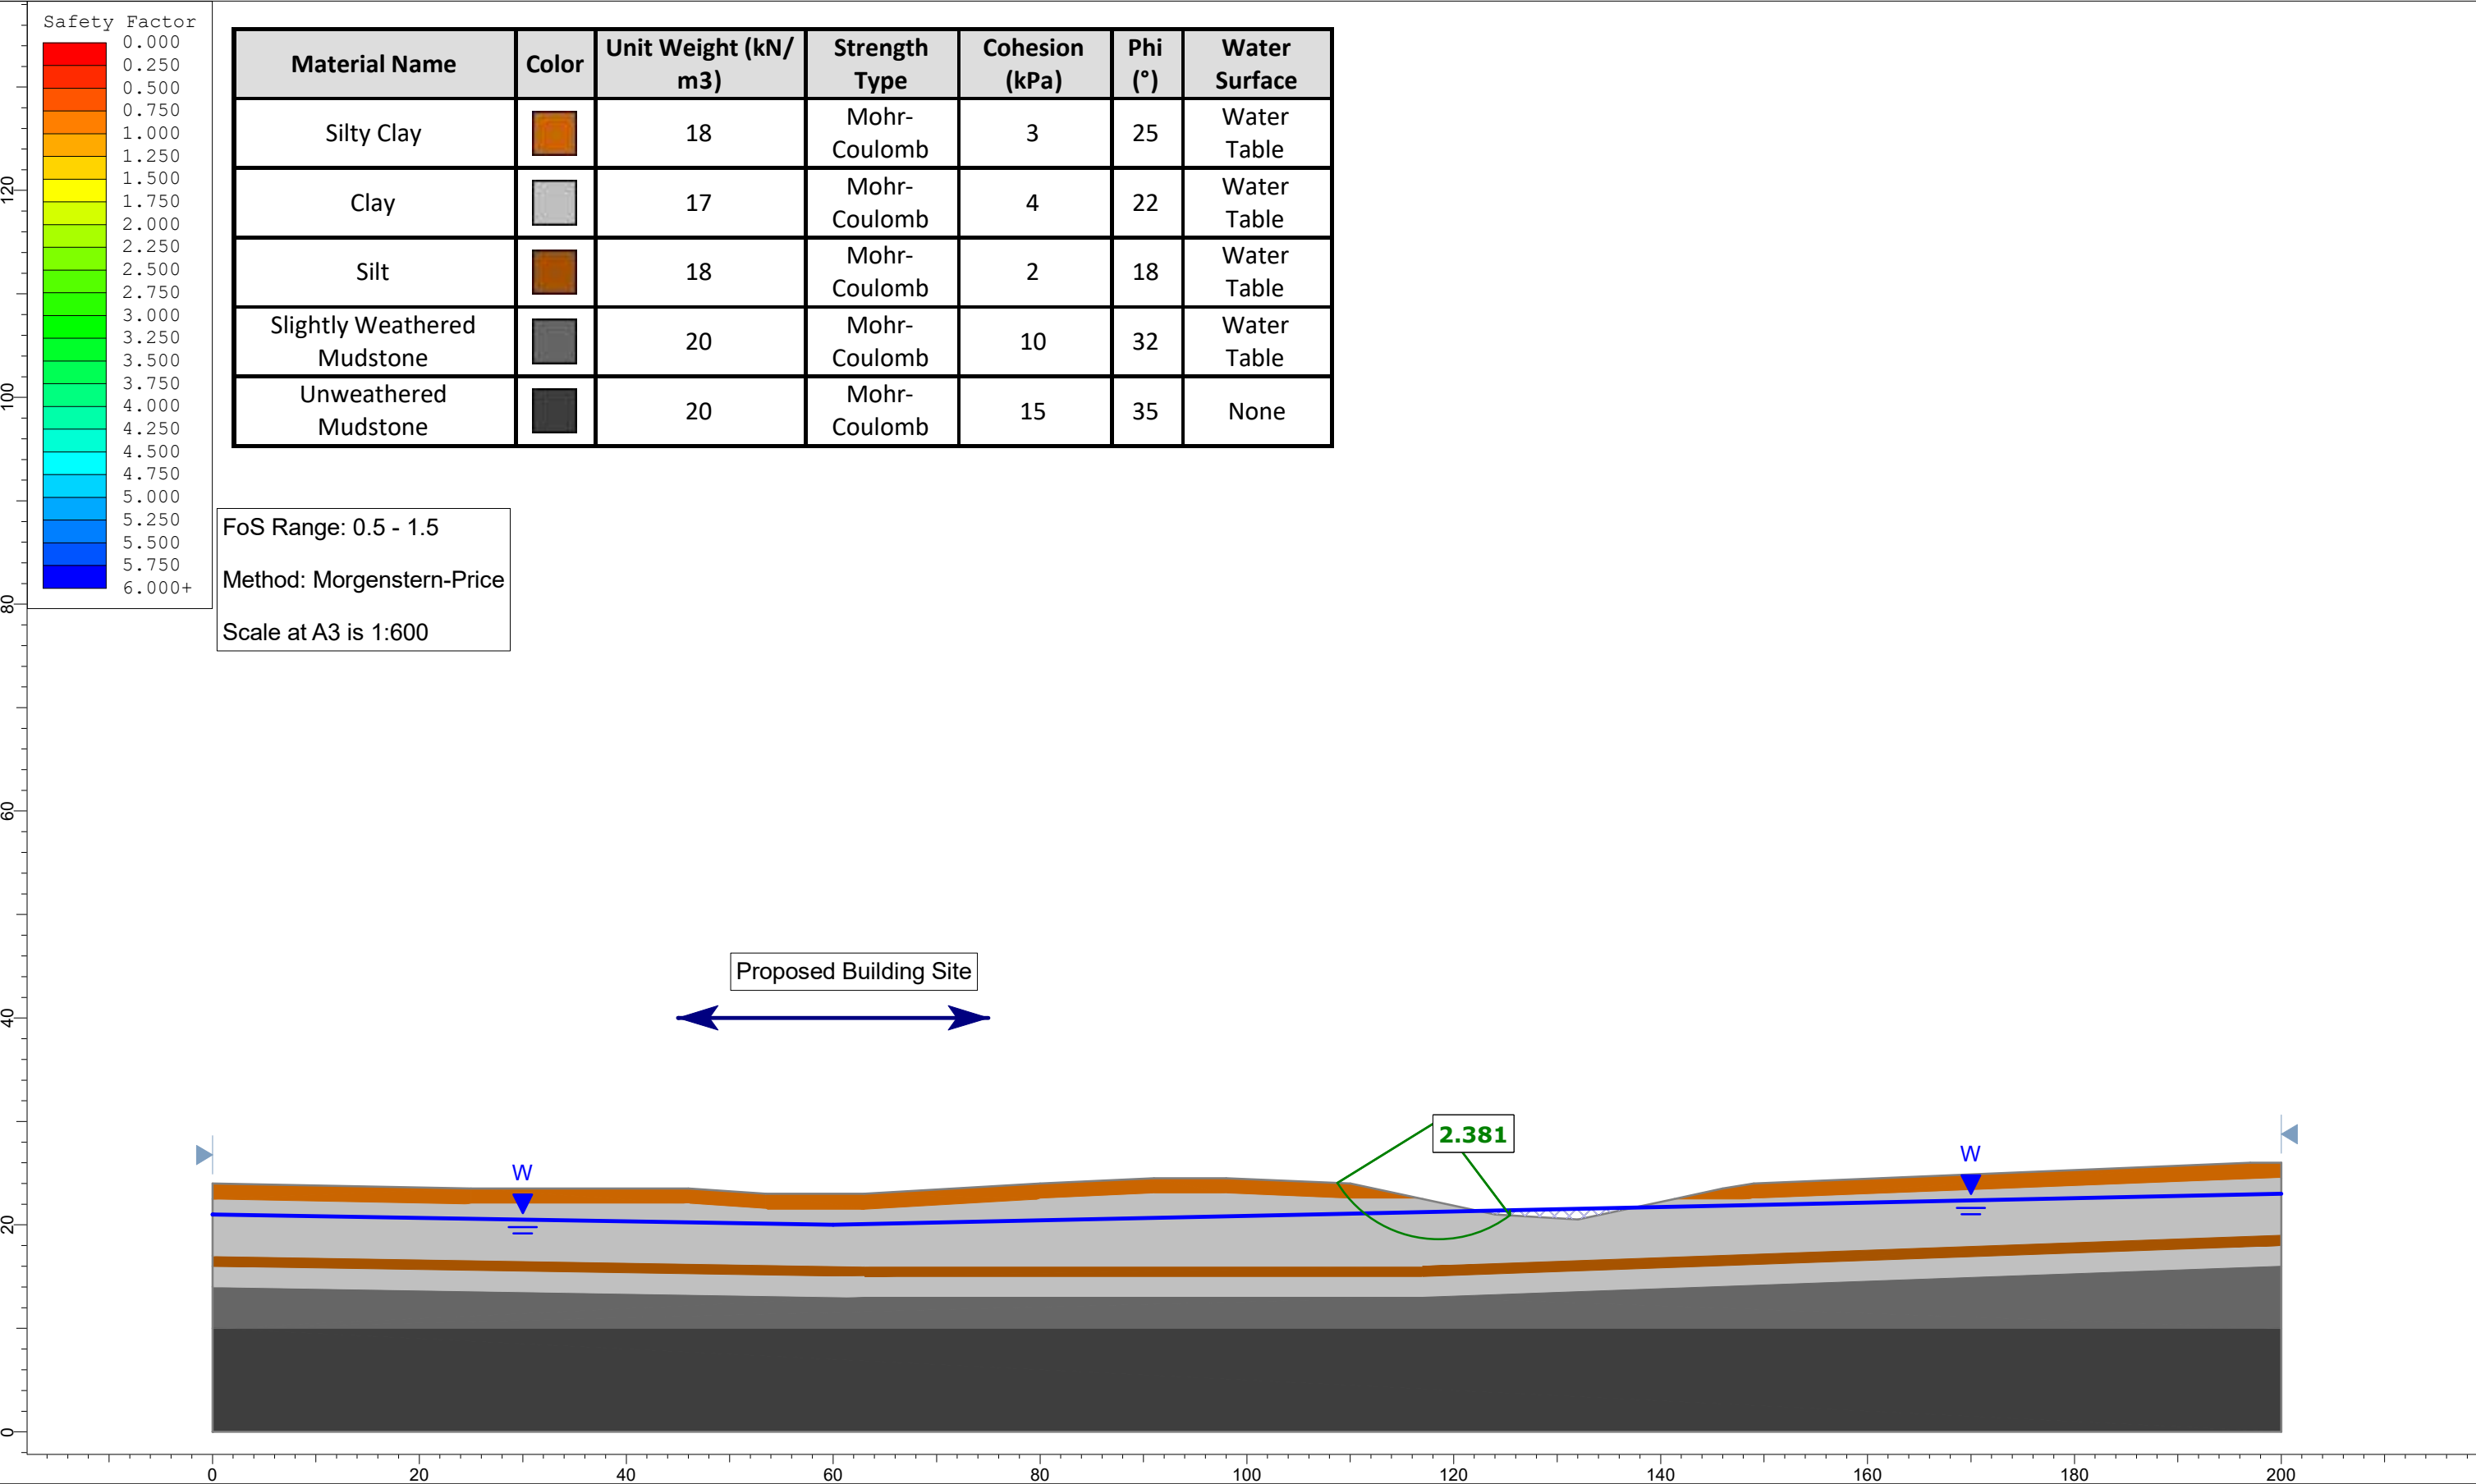 Safety Factor
0.000
0.250
0.500
0.750
1.000
1.250
1.500
1.750
2.000
2.250
2.500
2.750
3.000
3.250
3.500
3.750
4.000
4.250
4.500
4.750
5.000
5.250
5.500
5.750
6.000+
Material Name Color Unit Weight (kN/ Strength Cohesion Phi Water
m3) Type (kPa) (°) Surface
Silty Clay 18 Mohr- 3 25 Water
Coulomb Table
Clay 17 Mohr- 4 22 Water
Coulomb Table
Silt 18 Mohr- 2 18 Water
Coulomb Table
Slightly Weathered 20 Mohr- 10 32 Water
Mudstone Coulomb Table
Unweathered 20 Mohr- 15 35 None
Mudstone Coulomb
FoS Range: 0.5 - 1.5
Method: Morgenstern-Price
Scale at A3 is 1:600
120
100
80
60
40
20
0
Proposed Building Site
2.381
W
W
0 20 40 60 80 100 120 140 160 180 200